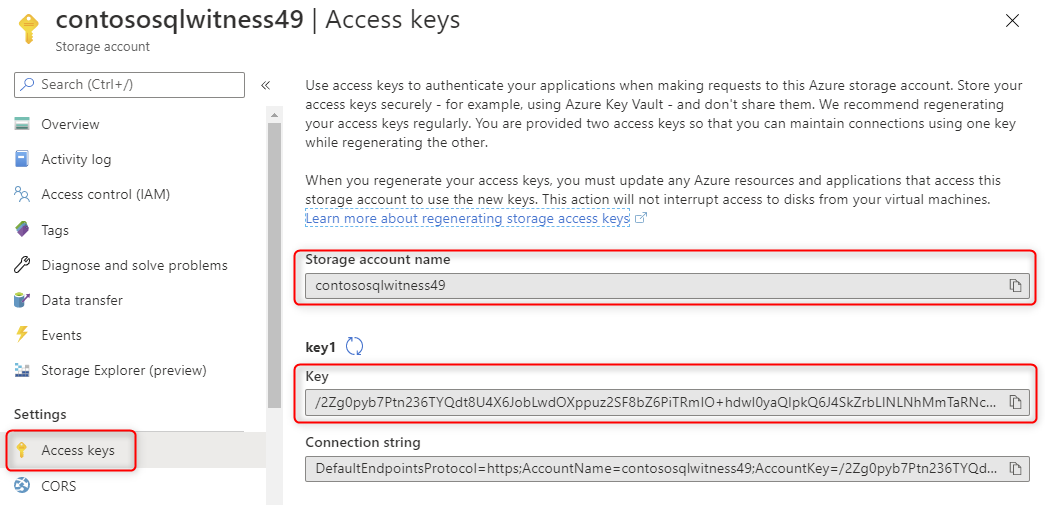 contososqlwitness49 | Access keys
Storage account
Search (Ctrl+/)
Overview
Activity log
Access control (IAM)
Tags
Diagnose and solve problems
Data transfer
Events
Storage Explorer (preview)
Settings
Access keys
CORS
Use access keys to authenticate your applications when making requests to this Azure storage account. Store your
access keys securely - for example, using Azure Key Vault - and don't share them. We recommend regenerating
your access keys regularly. You are provided two access keys so that you can maintain connections using one key
while regenerating the other.
When you regenerate your access keys, you must update any Azure resources and applications that access this
storage account to use the new keys. This action will not interrupt access to disks from your virtual machines.
Learn more about regenerating storage access keys
Storage account name
contososqlwitness49
key1
Key
/2Zg0pyb7Ptn236TYQdt8U4X6JobLwdOXppuz2SF8bZ6PiTRmIO+hdwI0yaQIpkQ6J4SkZrbLINLNhMmTaRNc...
Connection string
DefaultEndpointsProtocol=https;AccountName=contososqlwitness49;AccountKey=/2Zg0pyb7Ptn236TYQd...